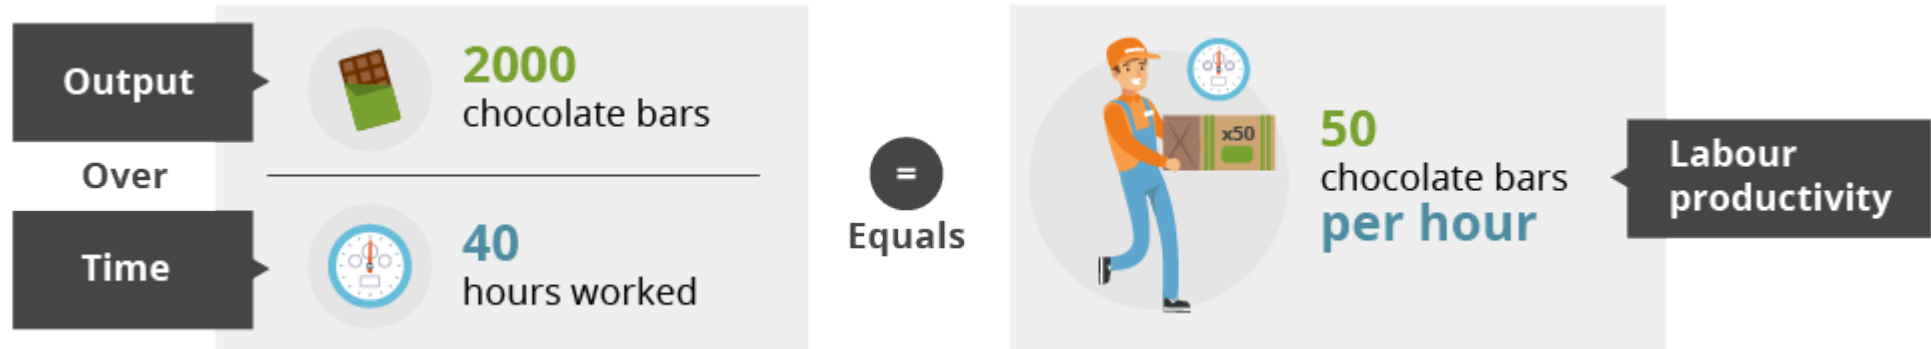 Output
2000
chocolate bars
Over
Time
40
hours worked
=
Equals
x50
50
chocolate bars
per hour
Labour
productivity